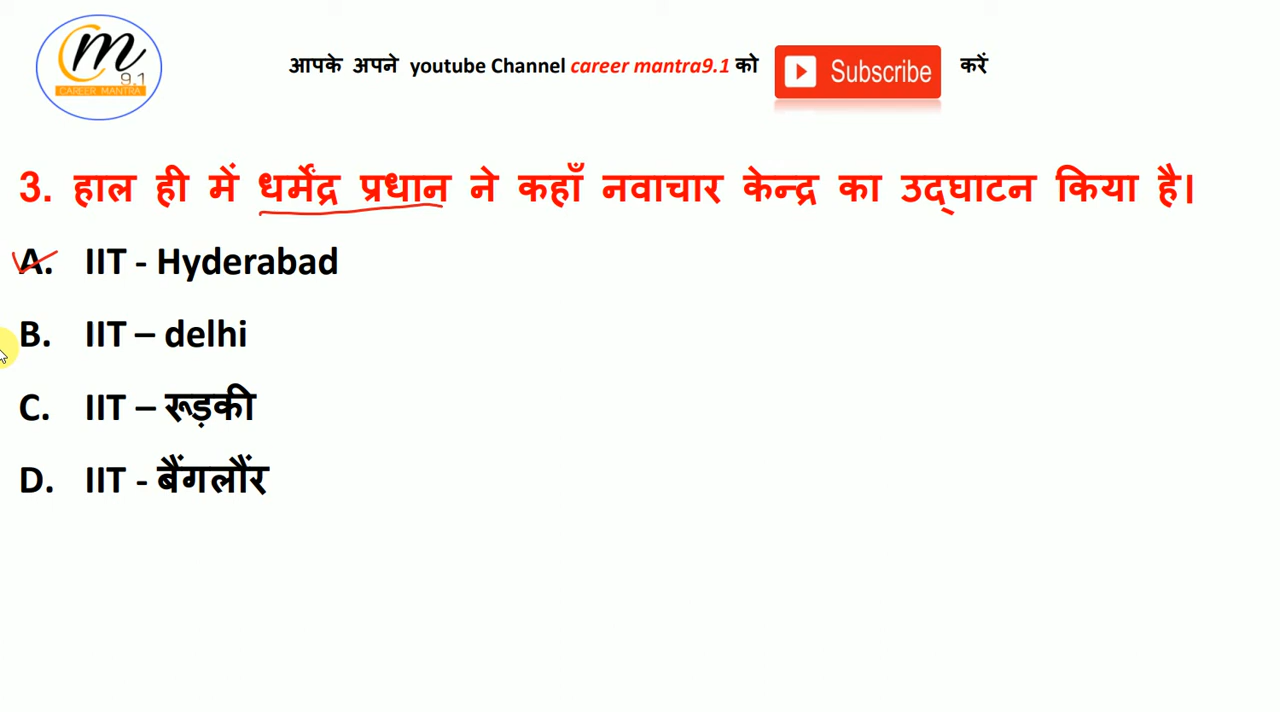 m
9.1
CAREER MANTRA
आपके अपने youtube Channel career mantra9.1 को Subscribe करें
3. हाल ही में धर्मेंद्र प्रधान ने कहाँ नवाचार केन्द्र का उद्घाटन किया है।
A. IIT - Hyderabad
B. IIT – delhi
C. IIT – रूड़की
D. IIT - बैंगलौंर